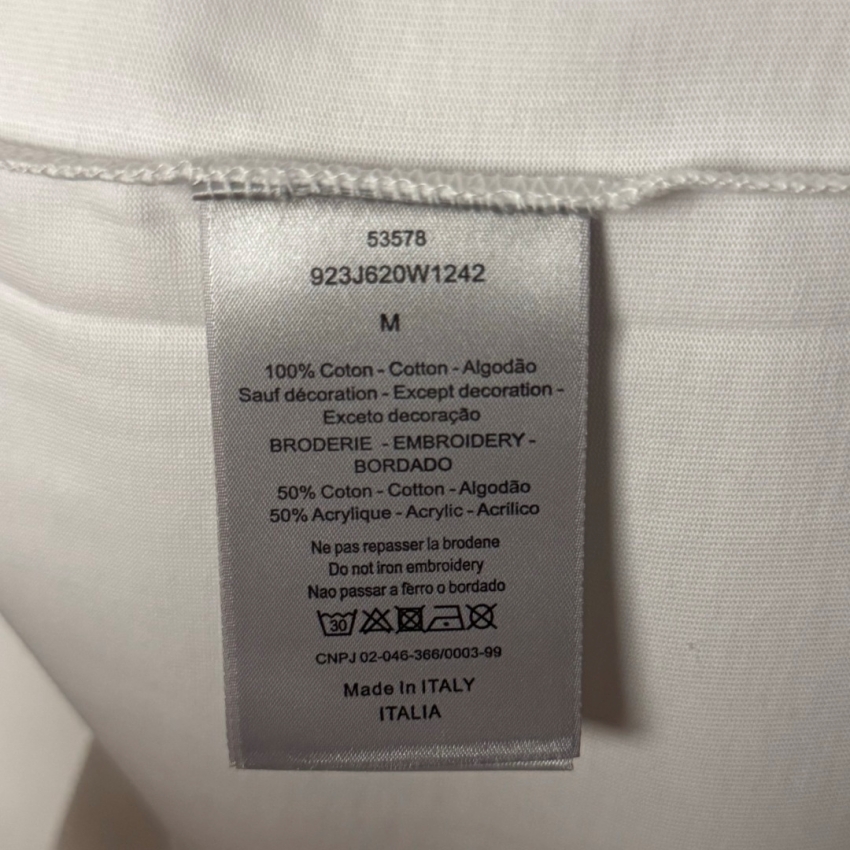 53578
923J620W1242
M
100% Coton - Cotton - Algodão
Sauf décoration - Except decoration -
Exceto decoração
BRODERIE - EMBROIDERY -
BORDADO
50% Coton - Cotton - Algodão
50% Acrylique - Acrylic - Acrílico
Ne pas repasser la brodene
Do not iron embroidery
Nao passar a fèrro o bordado
30
CNPJ 02-046-366/0003-99
Made In ITALY
ITALIA